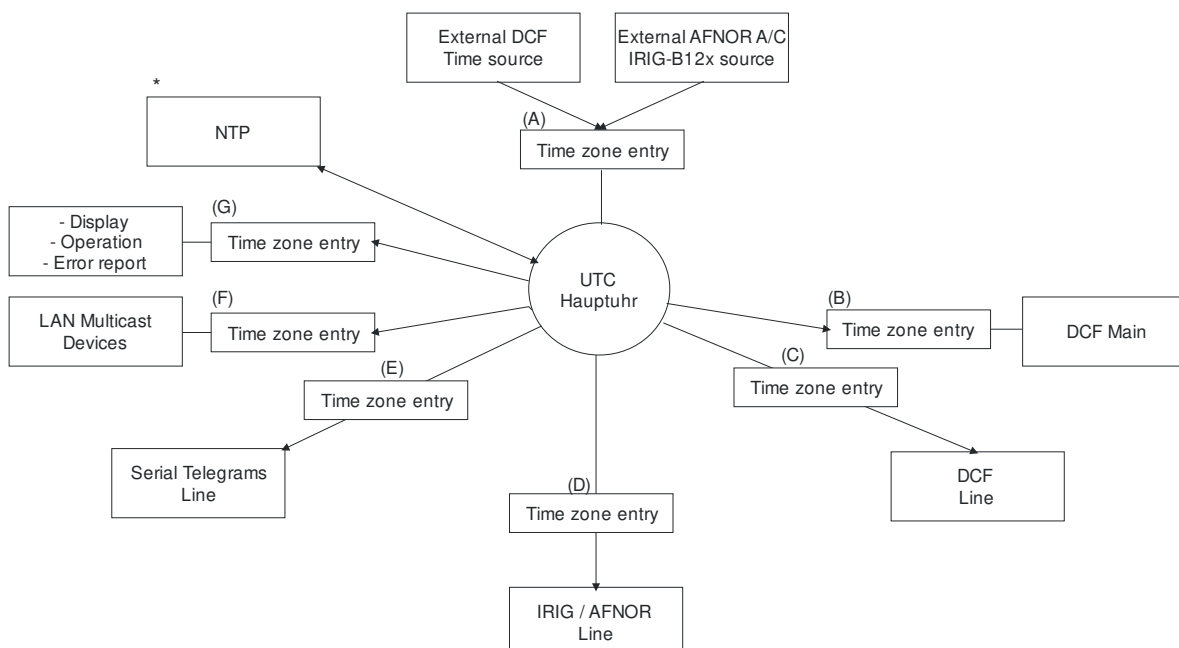 External DCF
Time source
External AFNOR A/C
IRIG-B12x source
*
NTP
(A)
Time zone entry
- Display
- Operation
- Error report
(G)
Time zone entry
UTC
Hauptuhr
LAN Multicast
Devices
(F)
Time zone entry
(B)
Time zone entry
DCF Main
(E)
Time zone entry
(C)
Time zone entry
Serial Telegrams
Line
DCF
Line
(D)
Time zone entry
IRIG / AFNOR
Line